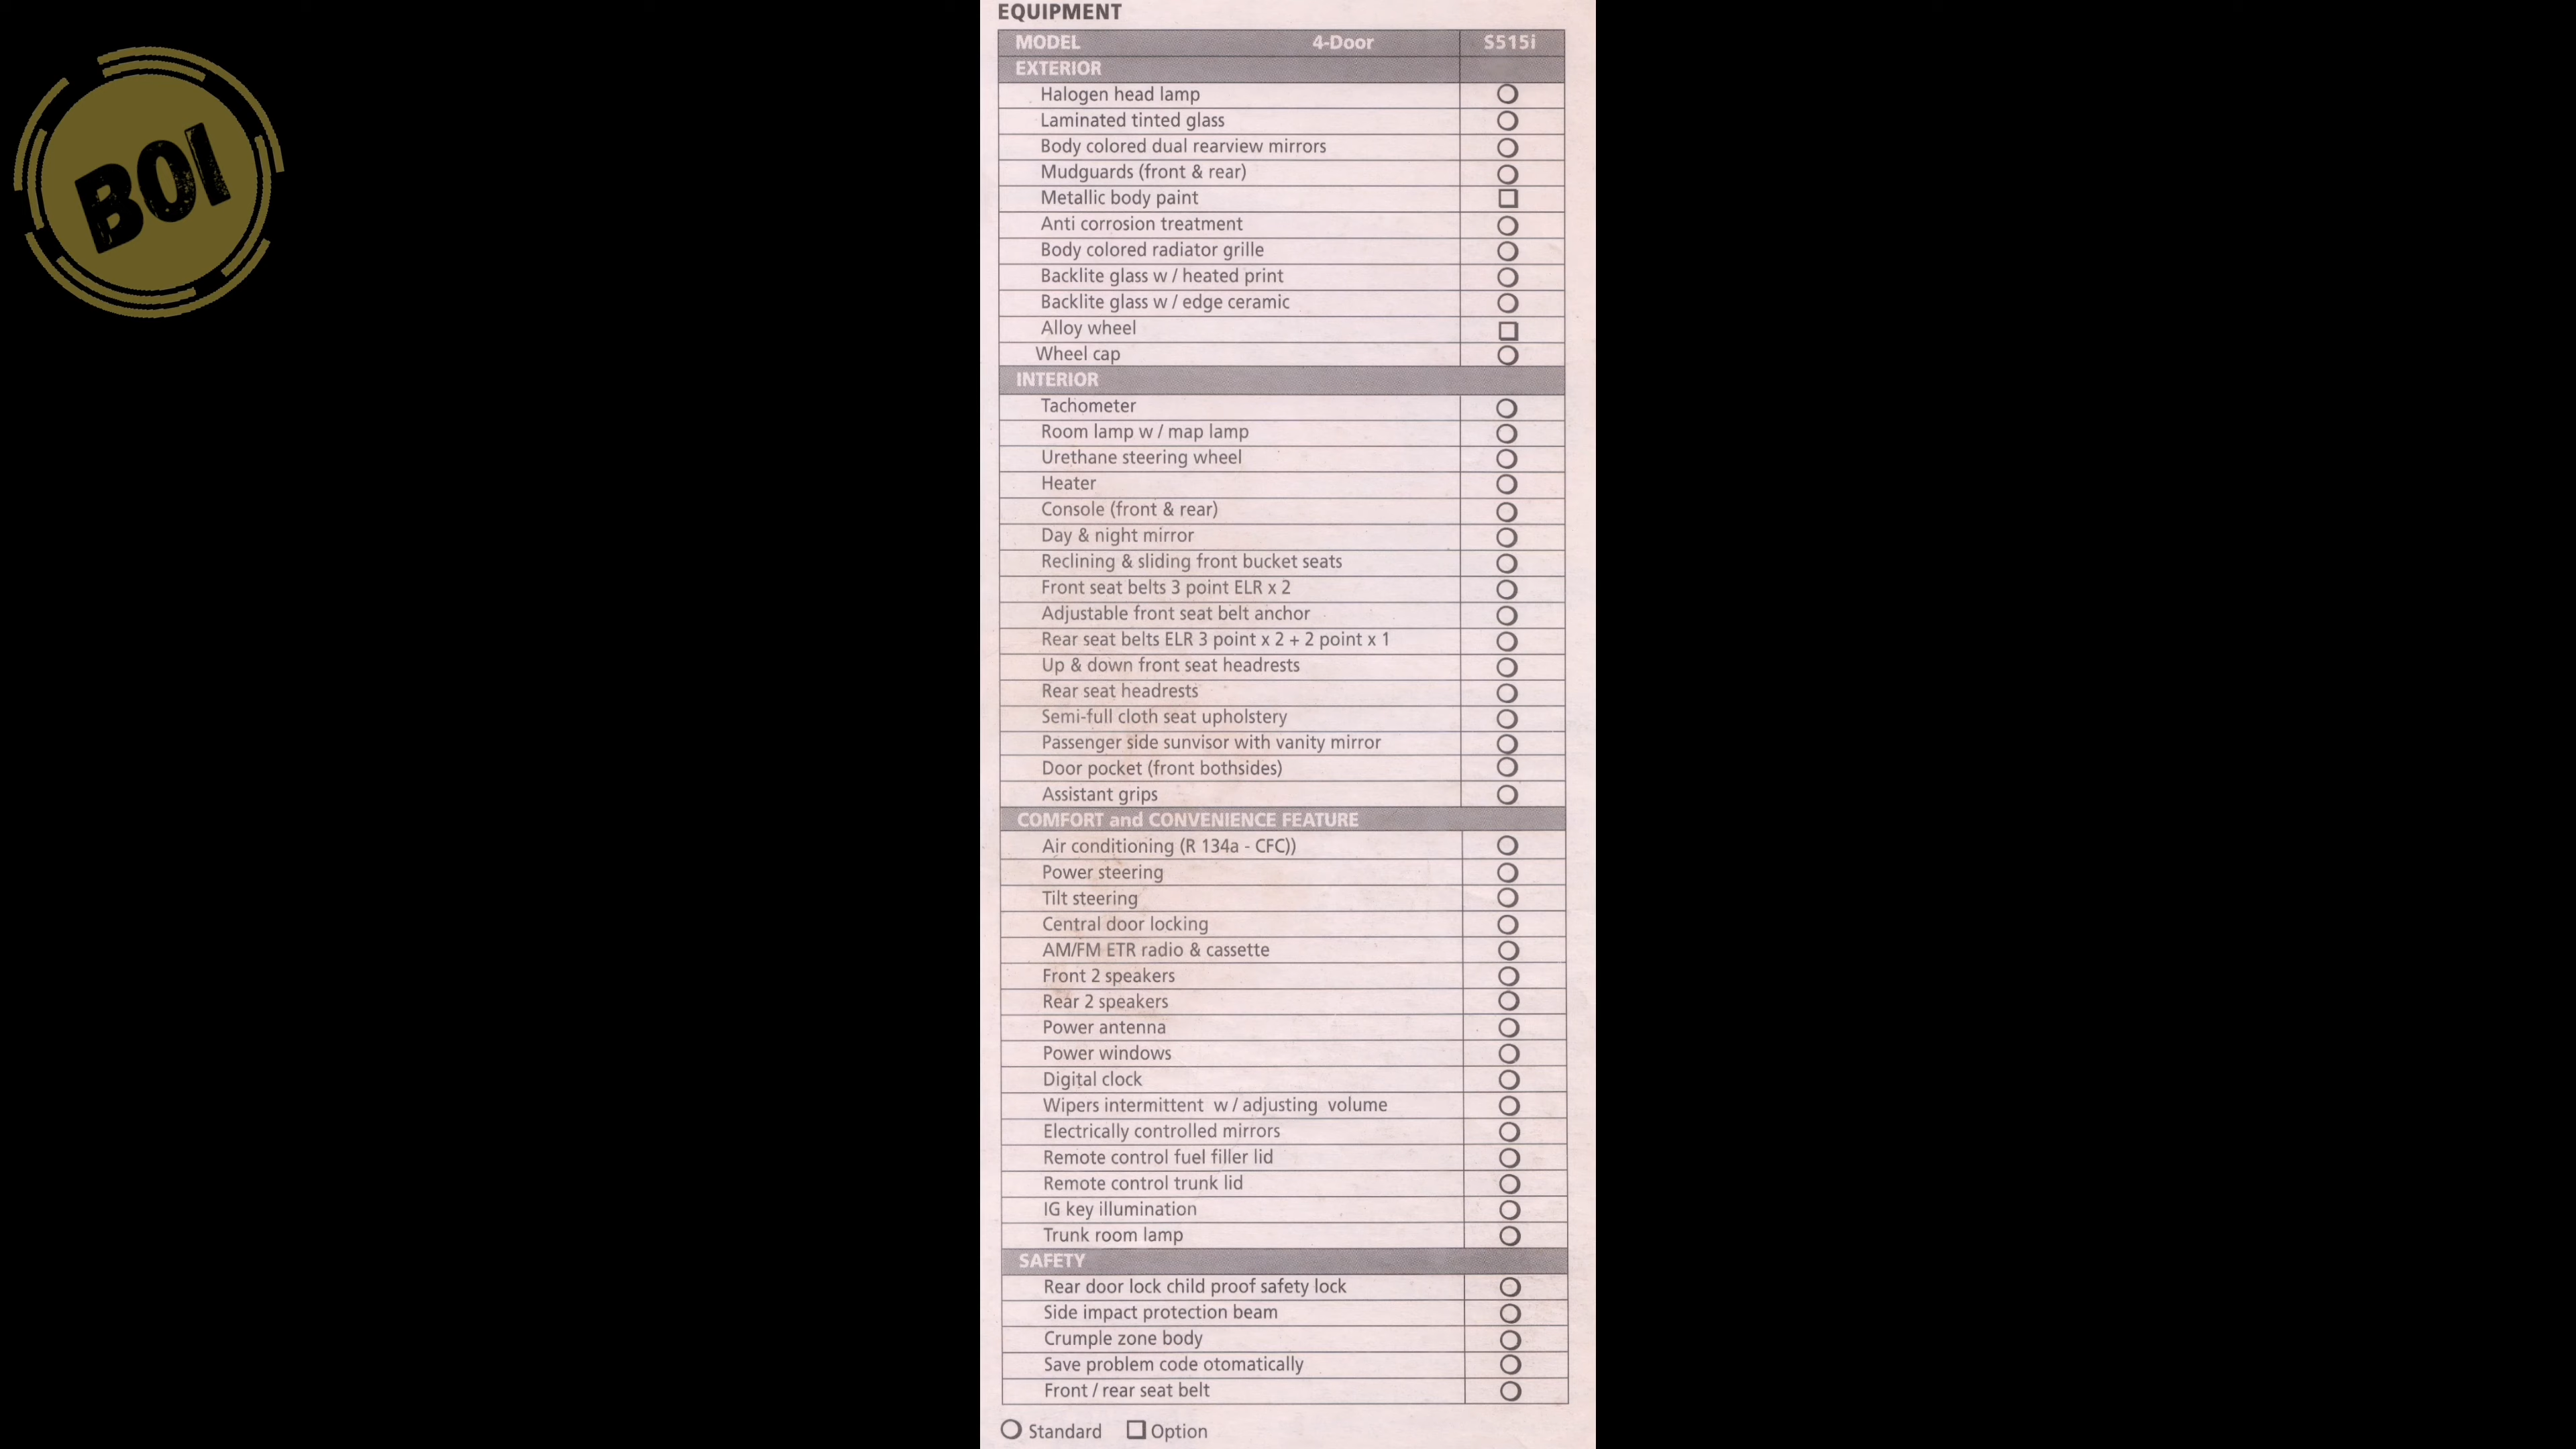 BOI
EQUIPMENT
MODEL 4-Door S515i
EXTERIOR
Halogen head lamp
Laminated tinted glass
Body colored dual rearview mirrors
Mudguards (front & rear)
Metallic body paint
Anti corrosion treatment
Body colored radiator grille
Backlite glass w / heated print
Backlite glass w / edge ceramic
Alloy wheel
Wheel cap
INTERIOR
Tachometer
Room lamp w / map lamp
Urethane steering wheel
Heater
Console (front & rear)
Day & night mirror
Reclining & sliding front bucket seats
Front seat belts 3 point ELR x 2
Adjustable front seat belt anchor
Rear seat belts ELR 3 point x 2 + 2 point x 1
Up & down front seat headrests
Rear seat headrests
Semi-full cloth seat upholstery
Passenger side sunvisor with vanity mirror
Door pocket (front bothsides)
Assistant grips
COMFORT and CONVENIENCE FEATURE
Air conditioning (R 134a - CFC))
Power steering
Tilt steering
Central door locking
AM/FM ETR radio & cassette
Front 2 speakers
Rear 2 speakers
Power antenna
Power windows
Digital clock
Wipers intermittent w / adjusting volume
Electrically controlled mirrors
Remote control fuel filler lid
Remote control trunk lid
IG key illumination
Trunk room lamp
SAFETY
Rear door lock child proof safety lock
Side impact protection beam
Crumple zone body
Save problem code otomatically
Front / rear seat belt
Standard Option